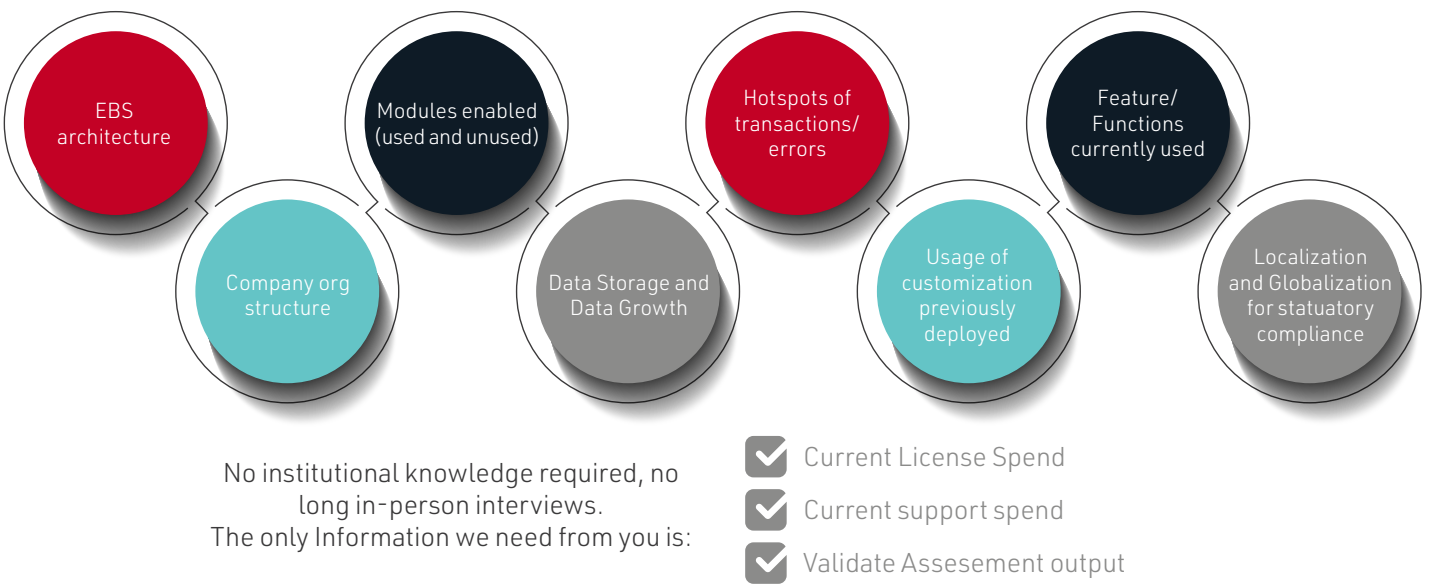 EBS
architecture
Company org
structure
Modules enabled
(used and unused)
Data Storage and
Data Growth
Hotspots of
transactions/
errors
Usage of
customization
previously
deployed
Feature/
Functions
currently used
Localization
and Globalization
for statuatory
compliance
No institutional knowledge required, no
long in-person interviews.
The only Information we need from you is:
Current License Spend
Current support spend
Validate Assesement output